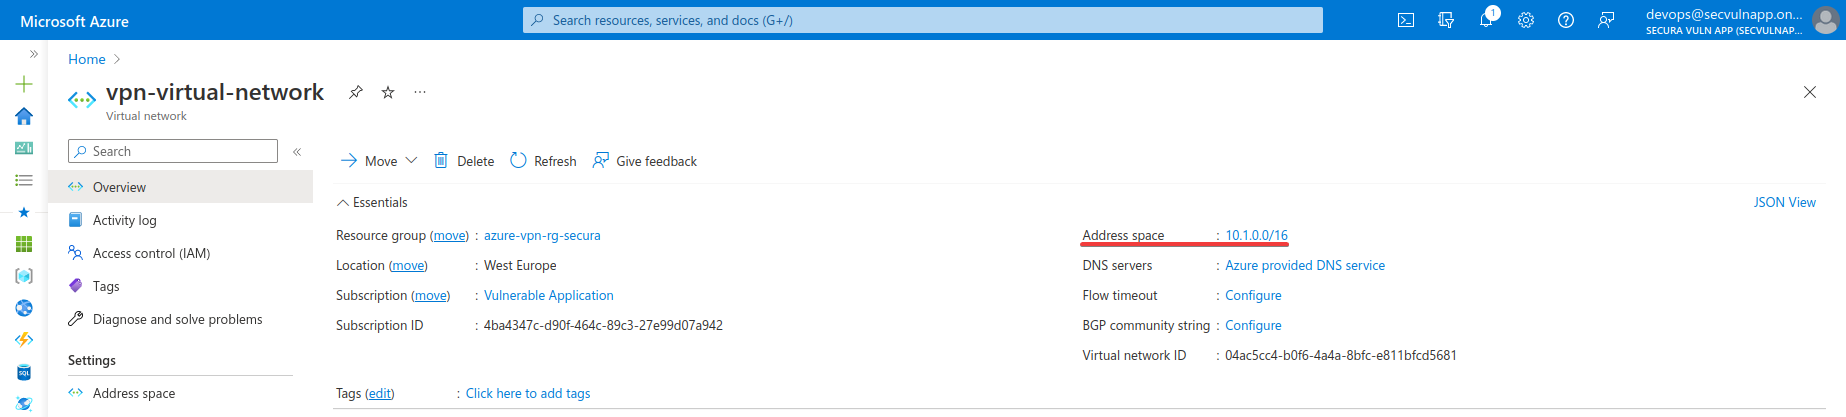 Microsoft Azure
Search resources, services, and docs (G+/)
1
devops@secvulnapp.on...
SECURA VULN APP (SECVULNAP...
Home
vpn-virtual-network
Virtual network
Search
Move
Delete
Refresh
Give feedback
Overview
Activity log
Access control (IAM)
Tags
Diagnose and solve problems
Settings
Address space
Essentials
JSON View
Resource group (move) : azure-vpn-rg-secura
Location (move) : West Europe
Subscription (move) : Vulnerable Application
Subscription ID : 4ba4347c-d90f-464c-89c3-27e99d07a942
Address space : 10.1.0.0/16
DNS servers : Azure provided DNS service
Flow timeout : Configure
BGP community string : Configure
Virtual network ID : 04ac5cc4-b0f6-4a4a-8bfc-e811bfcd5681
Tags (edit) : Click here to add tags
SQL